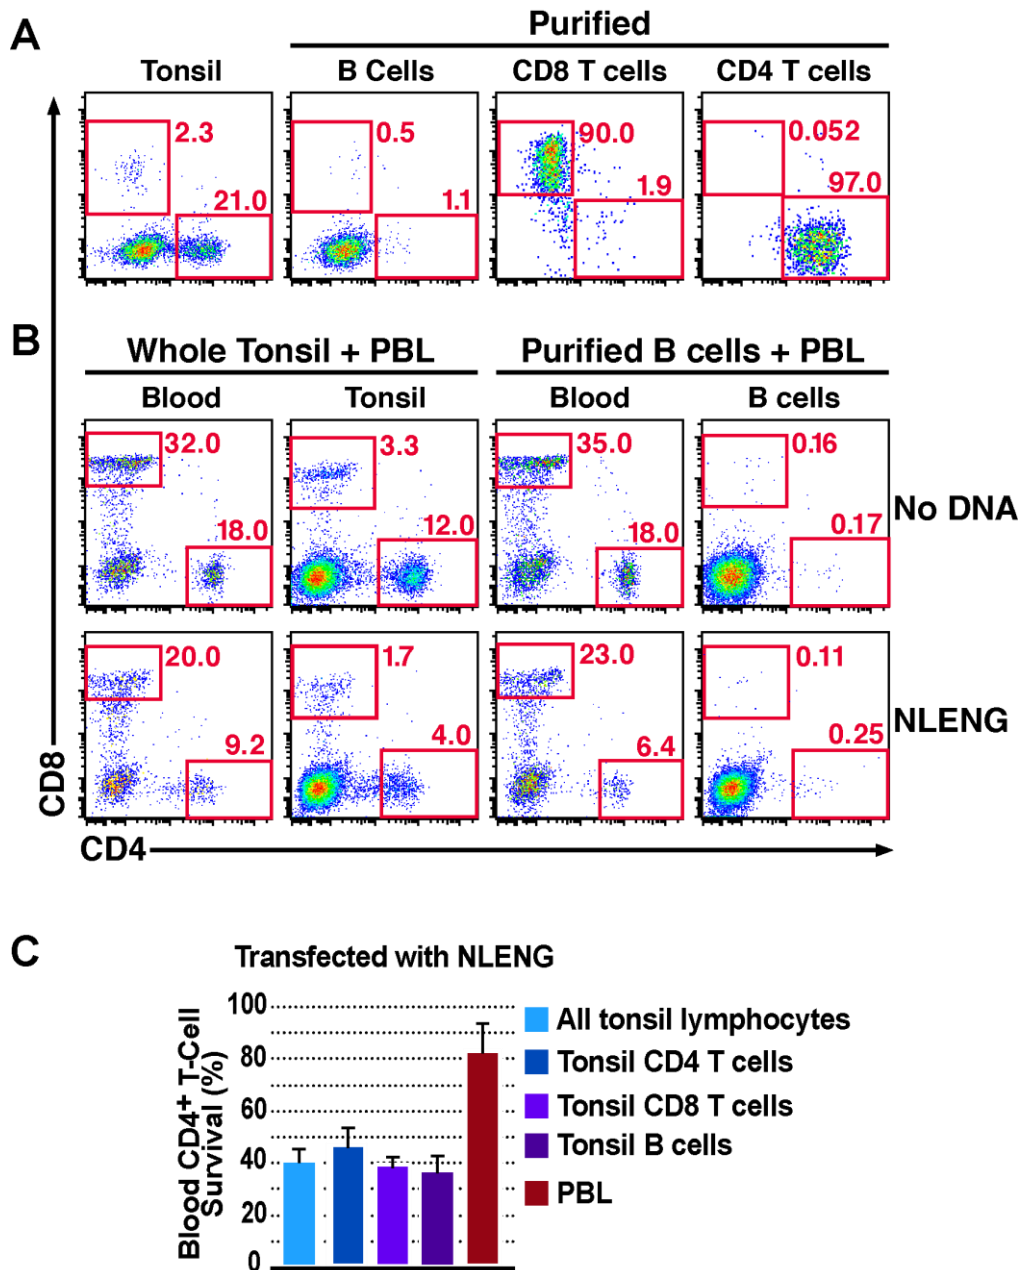 A
Purified
Tonsil B Cells CD8 T cells CD4 T cells
2.3 0.5 90.0 0.052
21.0 1.1 1.9 97.0
B
Whole Tonsil + PBL Purified B cells + PBL
Blood Tonsil Blood B cells
32.0 3.3 35.0 0.16
No DNA
18.0 12.0 18.0 0.17
20.0 1.7 23.0 0.11
NLENG
9.2 4.0 6.4 0.25
CD8
CD4
C
Transfected with NLENG
Blood CD4+ T-Cell
Survival (%)
100
80
60
40
20
0
All tonsil lymphocytes
Tonsil CD4 T cells
Tonsil CD8 T cells
Tonsil B cells
PBL